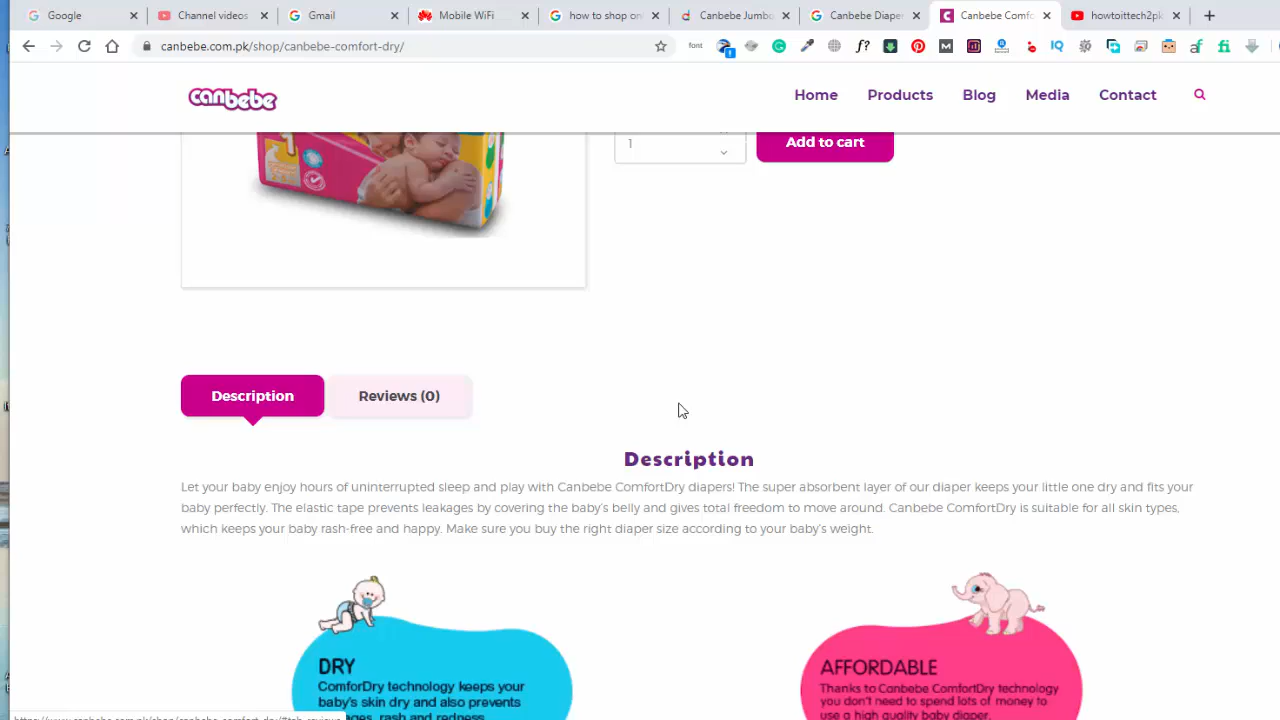 Google
Channel videos
Gmail
Mobile WiFi
how to shop onl
Canbebe Jumbo
Canbebe Diaper
Canbebe Comfo
howtoittech2pk
canbebe.com.pk/shop/canbebe-comfort-dry/
font
canbebe
Home
Products
Blog
Media
Contact
1
Add to cart
Description
Reviews (0)
Description
Let your baby enjoy hours of uninterrupted sleep and play with Canbebe ComfortDry diapers! The super absorbent layer of our diaper keeps your little one dry and fits your
baby perfectly. The elastic tape prevents leakages by covering the baby's belly and gives total freedom to move around. Canbebe ComfortDry is suitable for all skin types,
which keeps your baby rash-free and happy. Make sure you buy the right diaper size according to your baby's weight.
DRY
ComforDry technology keeps your
baby's skin dry and also prevents
ages, rash and redness
AFFORDABLE
Thanks to Canbebe ComfortDry technology
you don't need to spend lots of money to
use a high quality baby diaper.